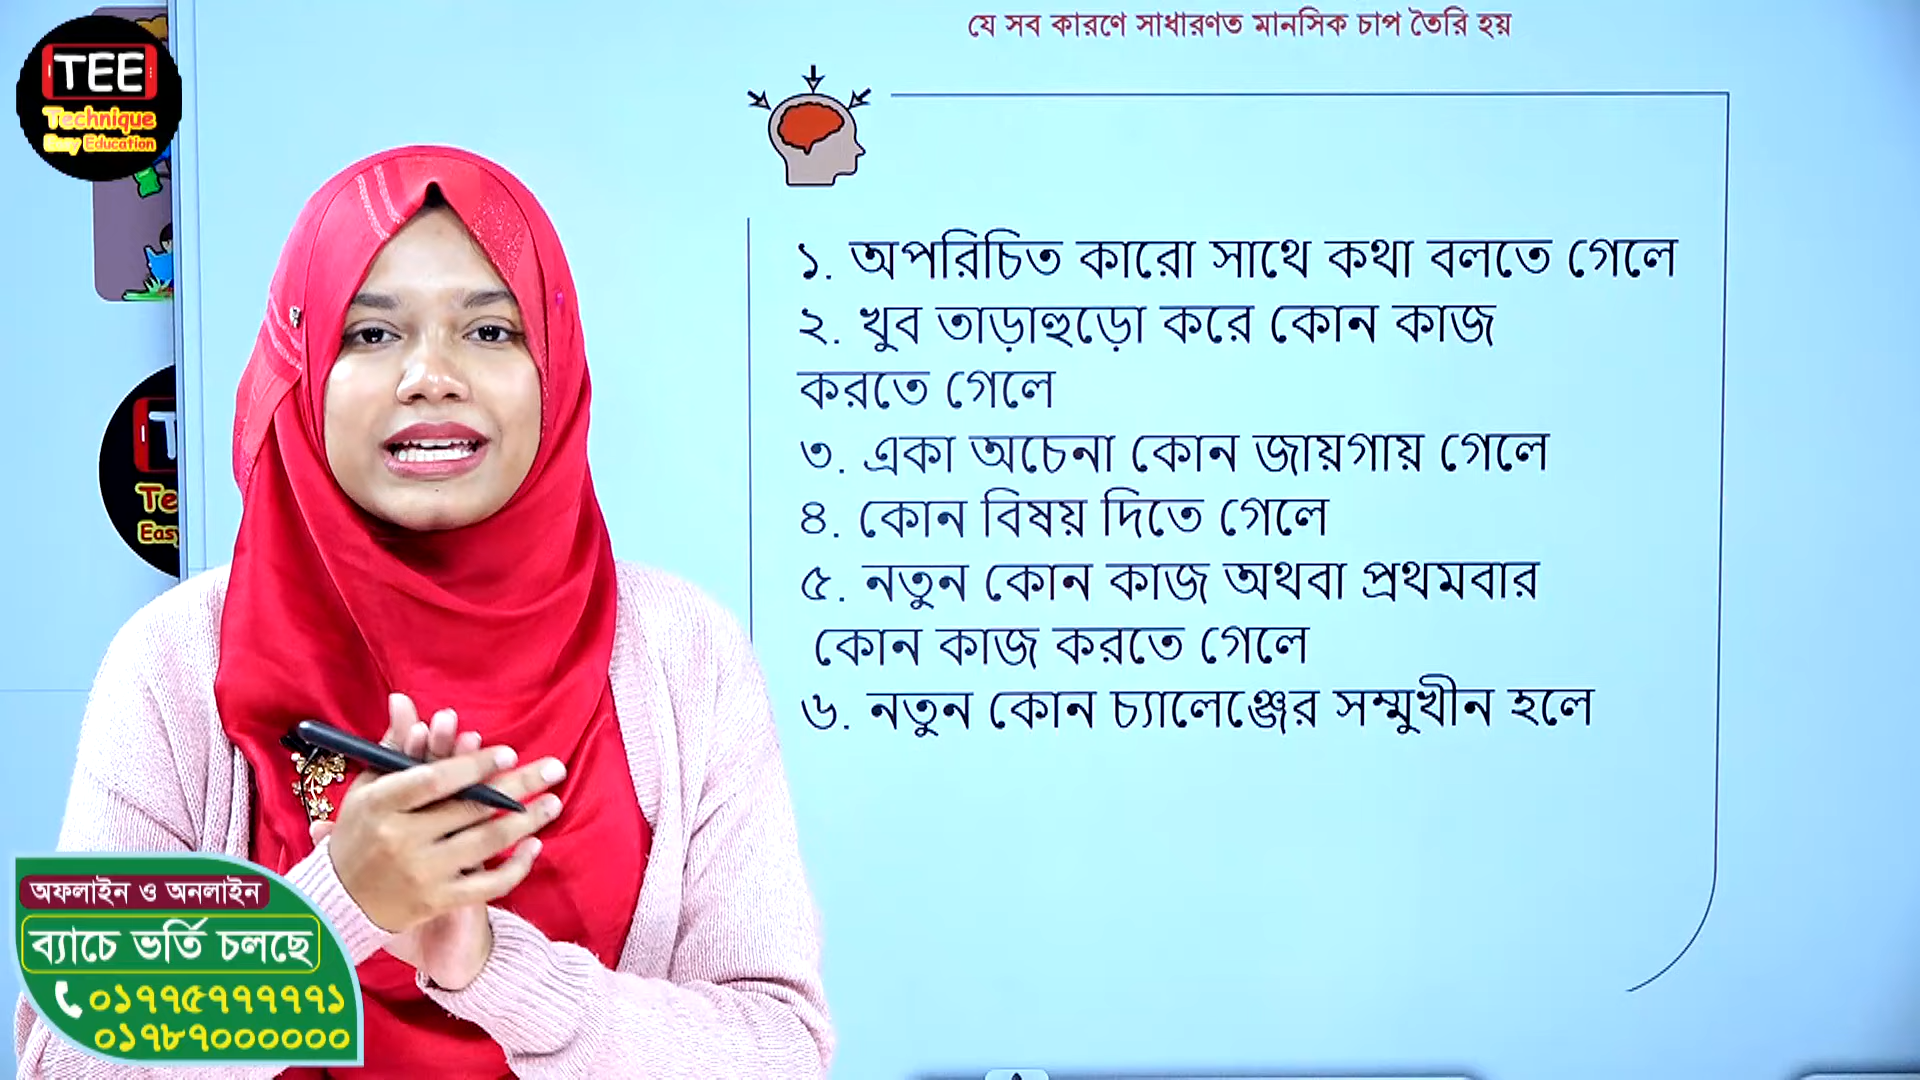 যে সব কারণে সাধারণত মানসিক চাপ তৈরি হয়
TEE
Technique
Easy Education
১. অপরিচিত কারো সাথে কথা বলতে গেলে
২. খুব তাড়াহুড়ো করে কোন কাজ
করতে গেলে
৩. একা অচেনা কোন জায়গায় গেলে
৪. কোন বিষয় দিতে গেলে
৫. নতুন কোন কাজ অথবা প্রথমবার
কোন কাজ করতে গেলে
৬. নতুন কোন চ্যালেঞ্জের সম্মুখীন হলে
অফলাইন ও অনলাইন
ব্যাচে ভর্তি চলছে
০১৭৭৫৭৭৭৭৭১
০১৭৮৭০০০০০০